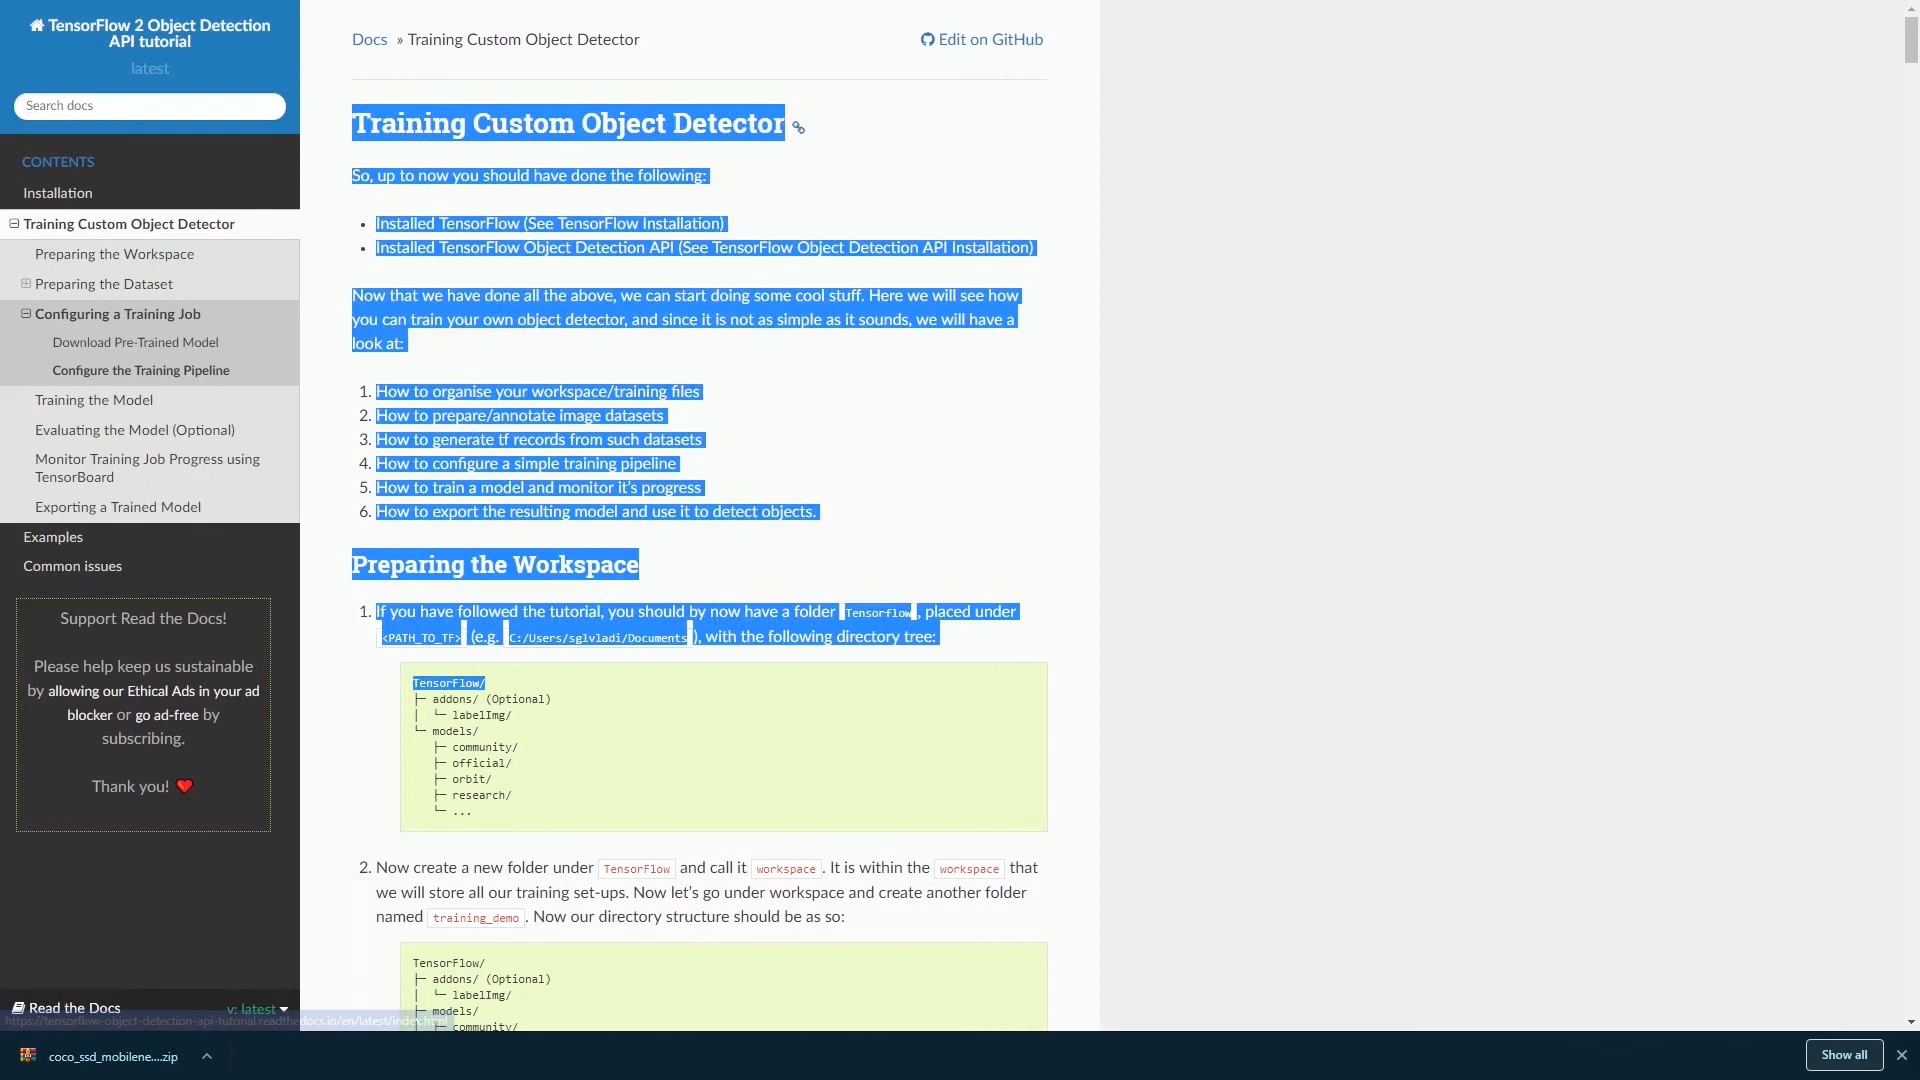 TensorFlow 2 Object Detection
API tutorial
latest
Search docs
CONTENTS
Installation
Training Custom Object Detector
Preparing the Workspace
Preparing the Dataset
Configuring a Training Job
Download Pre-Trained Model
Configure the Training Pipeline
Training the Model
Evaluating the Model (Optional)
Monitor Training Job Progress using
TensorBoard
Exporting a Trained Model
Examples
Common issues
Support Read the Docs!
Please help keep us sustainable
by allowing our Ethical Ads in your ad
blocker or go ad-free by
subscribing.
Thank you! ❤
Read the Docs
v: latest
https://tensorflow-object-detection-api-tutorial.readthedocs.io/en/latest/index.html
Docs » Training Custom Object Detector
Edit on GitHub
Training Custom Object Detector
So, up to now you should have done the following:
• Installed TensorFlow (See TensorFlow Installation)
• Installed TensorFlow Object Detection API (See TensorFlow Object Detection API Installation)
Now that we have done all the above, we can start doing some cool stuff. Here we will see how
you can train your own object detector, and since it is not as simple as it sounds, we will have a
look at:
1. How to organise your workspace/training files
2. How to prepare/annotate image datasets
3. How to generate tf records from such datasets
4. How to configure a simple training pipeline
5. How to train a model and monitor it's progress
6. How to export the resulting model and use it to detect objects.
Preparing the Workspace
1. If you have followed the tutorial, you should by now have a folder Tensorflow, placed under
<PATH_TO_TF> (e.g. C:/Users/sglvladi/Documents), with the following directory tree:
TensorFlow/
├─ addons/ (Optional)
│  └─ labelImg/
└─ models/
   ├─ community/
   ├─ official/
   ├─ orbit/
   ├─ research/
   └─ ...
2. Now create a new folder under TensorFlow and call it workspace. It is within the workspace that
we will store all our training set-ups. Now let's go under workspace and create another folder
named training_demo. Now our directory structure should be as so:
TensorFlow/
├─ addons/ (Optional)
│  └─ labelImg/
├─ models/
│  ├─ community/
coco_ssd_mobilene....zip
Show all